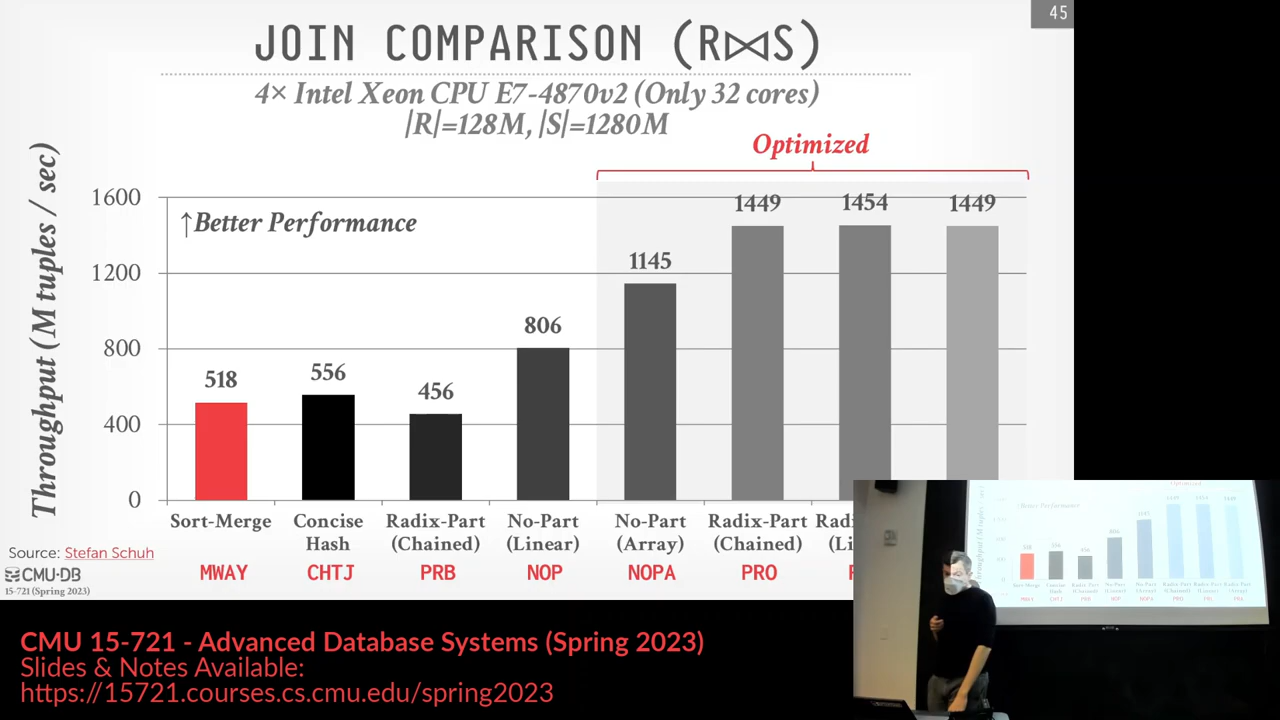 45
JOIN COMPARISON (R⋈S)
4× Intel Xeon CPU E7-4870v2 (Only 32 cores)
|R|=128M, |S|=1280M
Optimized
Throughput (M tuples / sec)
1600
1200
800
400
0
↑Better Performance
518
556
456
806
1145
1449
1454
1449
Sort-Merge
Concise
Hash
Radix-Part
(Chained)
No-Part
(Linear)
No-Part
(Array)
Radix-Part
(Chained)
MWAY
CHTJ
PRB
NOP
NOPA
PRO
Source: Stefan Schuh
CMU·DB
15-721 (Spring 2023)
CMU 15-721 - Advanced Database Systems (Spring 2023)
Slides & Notes Available:
https://15721.courses.cs.cmu.edu/spring2023